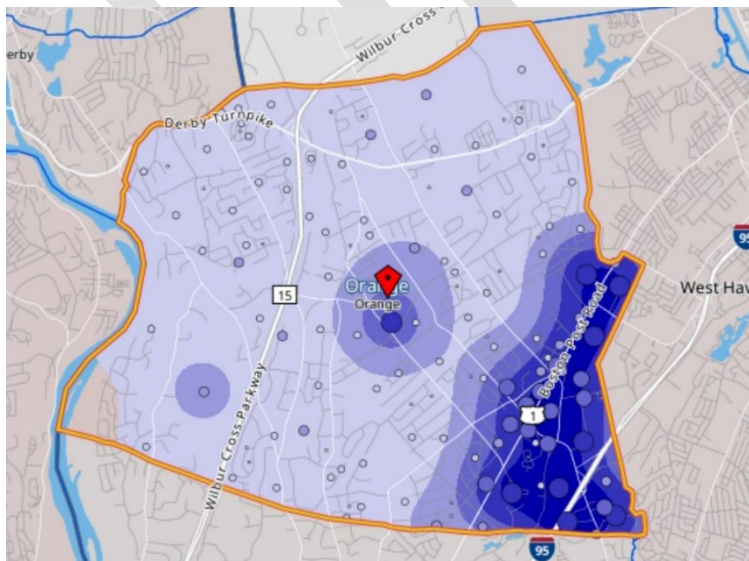 Wilbur Cross P
erby
Derby Turnpike
95
15
Orange
Orange
West Hav
Boston Post Road
1
Wilbur Cross Parkway
95